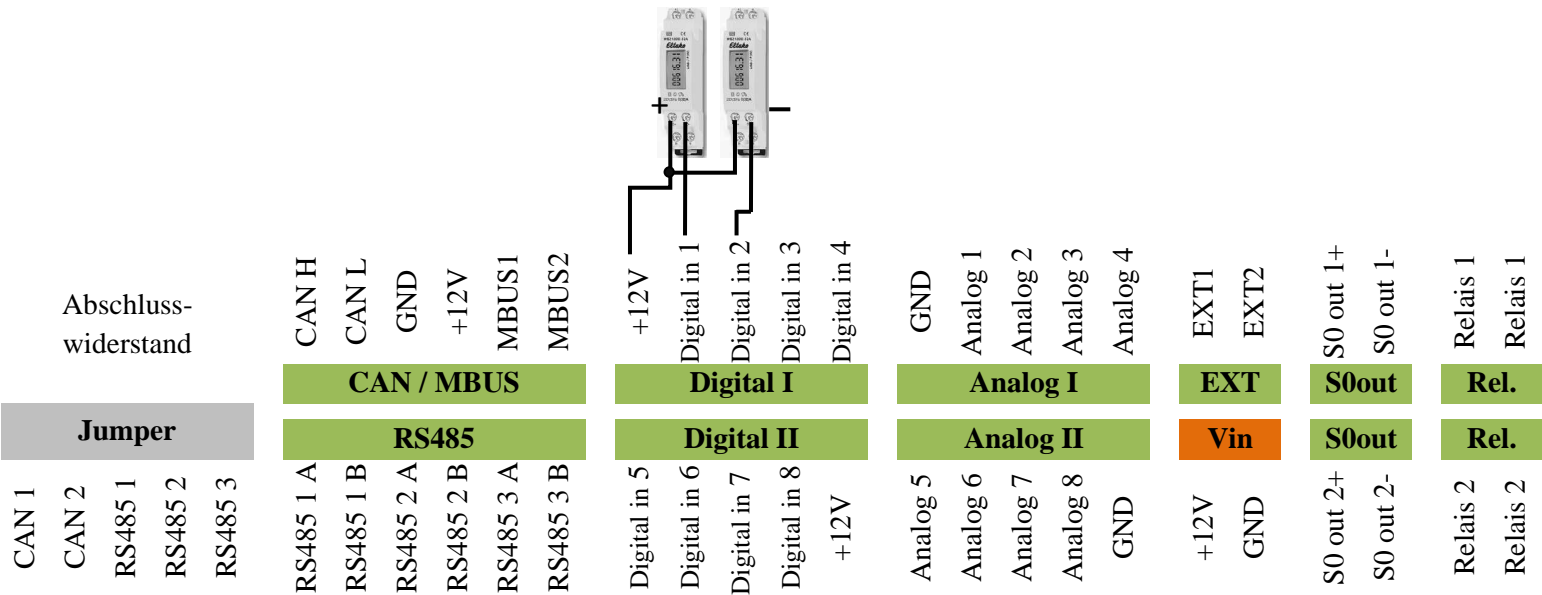 Eltako
Eltako
00616.31
00616.31
+
Abschluss-
widerstand
CAN H
CAN L
GND
+12V
MBUS1
MBUS2
+12V
Digital in 1
Digital in 2
Digital in 3
Digital in 4
GND
Analog 1
Analog 2
Analog 3
Analog 4
EXT1
EXT2
S0 out 1+
S0 out 1-
Relais 1
Relais 1
CAN / MBUS
Digital I
Analog I
EXT
S0out
Rel.
Jumper
RS485
Digital II
Analog II
Vin
S0out
Rel.
CAN 1
CAN 2
RS485 1
RS485 2
RS485 3
RS485 1 A
RS485 1 B
RS485 2 A
RS485 2 B
RS485 3 A
RS485 3 B
Digital in 5
Digital in 6
Digital in 7
Digital in 8
+12V
Analog 5
Analog 6
Analog 7
Analog 8
GND
+12V
GND
S0 out 2+
S0 out 2-
Relais 2
Relais 2